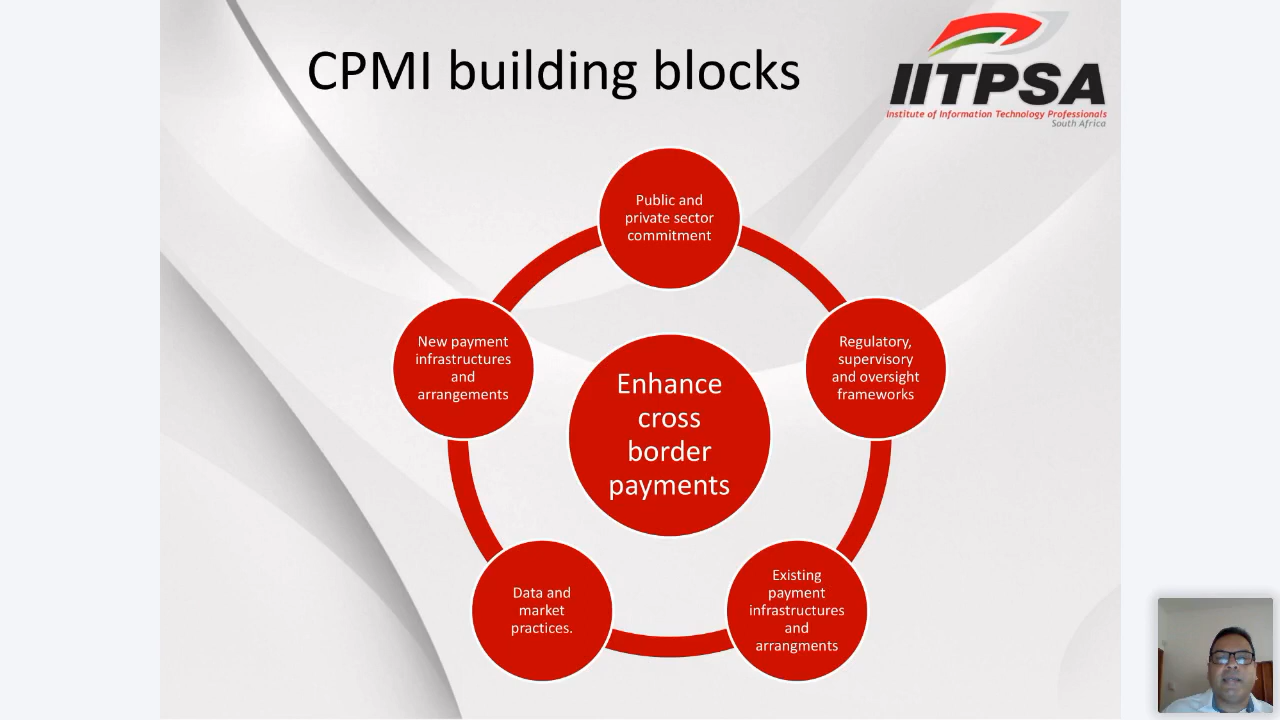 CPMI building blocks
IITPSA
Institute of Information Technology Professionals
South Africa
Public and
private sector
commitment
New payment
infrastructures
and
arrangements
Regulatory,
supervisory
and oversight
frameworks
Enhance
cross
border
payments
Data and
market
practices.
Existing
payment
infrastructures
and
arrangments